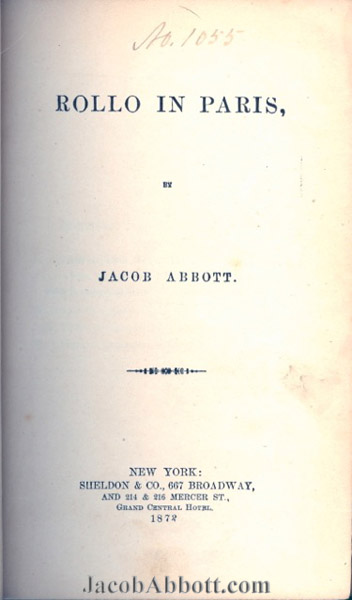 No. 1055
ROLLO IN PARIS,
BY
JACOB ABBOTT.
NEW YORK:
SHELDON & CO., 667 BROADWAY,
AND 214 & 216 MERCER ST.,
GRAND CENTRAL HOTEL.
1872
JacobAbbott.com